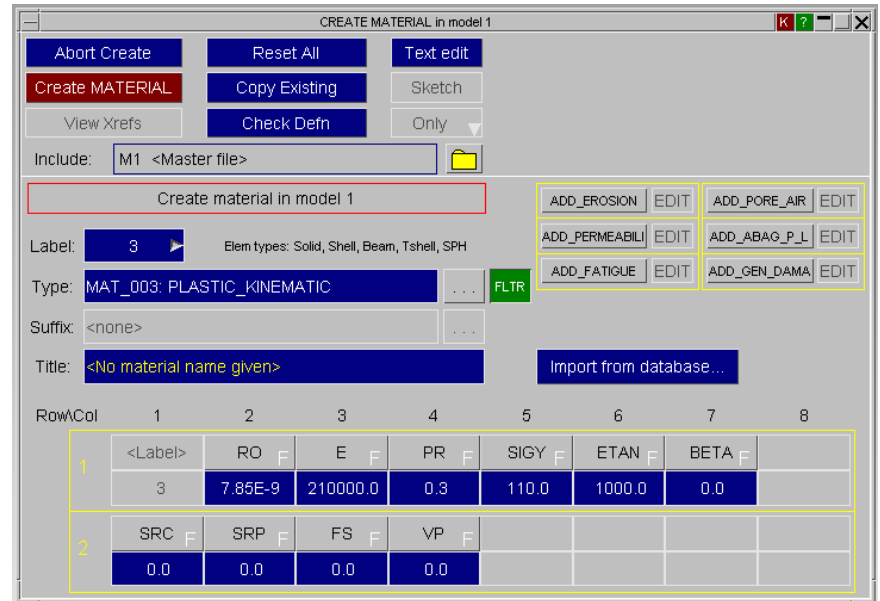 CREATE MATERIAL in model 1 K ?
Abort Create Reset All Text edit
Create MATERIAL Copy Existing Sketch
View Xrefs Check Defn Only
Include: M1 <Master file>
Create material in model 1 ADD_EROSION EDIT ADD_PORE_AIR EDIT
Label: 3 Elem types: Solid, Shell, Beam, Tshell, SPH ADD_PERMEABILI EDIT ADD_ABAG_P_L EDIT
Type: MAT_003: PLASTIC_KINEMATIC ... FLTR ADD_FATIGUE EDIT ADD_GEN_DAMA EDIT
Suffix: <none> ...
Title: <No material name given> Import from database...
Row\Col 1 2 3 4 5 6 7 8
1 <Label> RO F E F PR F SIGY F ETAN F BETA F
3 7.85E-9 210000.0 0.3 110.0 1000.0 0.0
2 SRC F SRP F FS F VP F
0.0 0.0 0.0 0.0